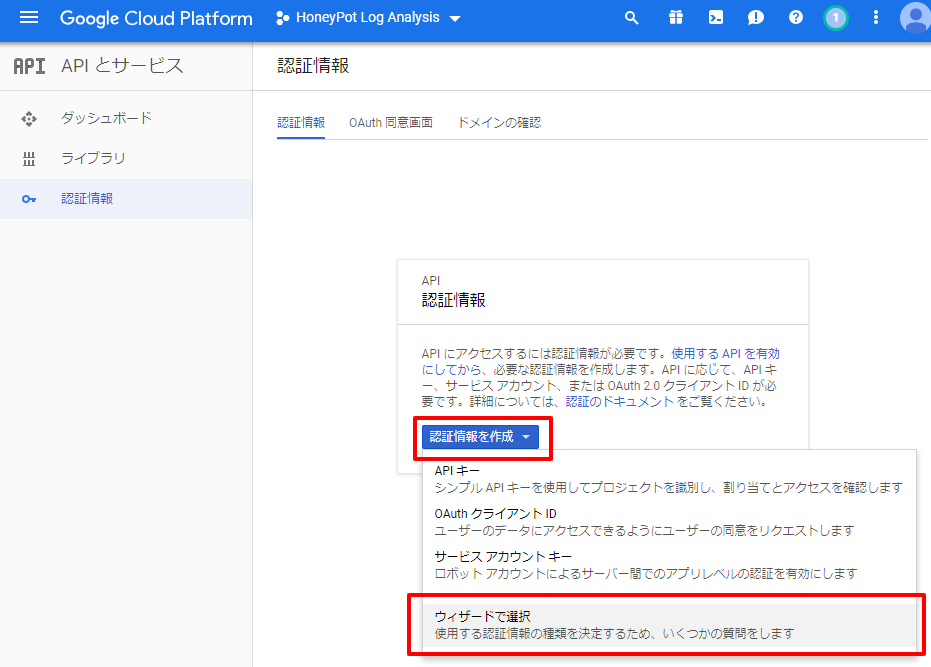 Google Cloud Platform HoneyPot Log Analysis 1
API API とサービス
認証情報
ダッシュボード
ライブラリ
認証情報
認証情報 OAuth 同意画面 ドメインの確認
API
認証情報
API にアクセスするには認証情報が必要です。使用する API を有効
にしてから、必要な認証情報を作成します。API に応じて、API キ
ー、サービス アカウント、または OAuth 2.0 クライアント ID が必
要です。詳細については、認証のドキュメント をご覧ください。
認証情報を作成
API キー
シンプル API キーを使用してプロジェクトを識別し、割り当てとアクセスを確認します
OAuth クライアント ID
ユーザーのデータにアクセスできるようにユーザーの同意をリクエストします
サービス アカウント キー
ロボット アカウントによるサーバー間でのアプリレベルの認証を有効にします
ウィザードで選択
使用する認証情報の種類を決定するため、いくつかの質問をします